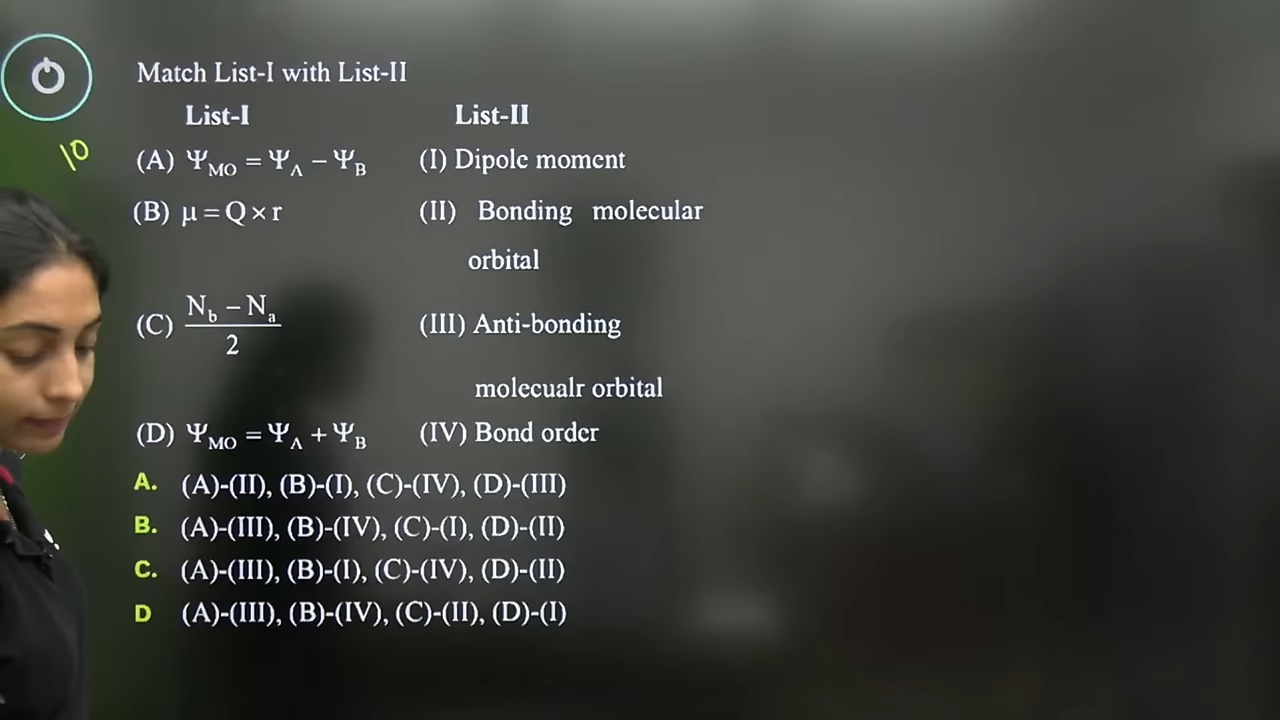 Match List-I with List-II
List-I List-II
10
(A) Ψ_MO = Ψ_A − Ψ_B (I) Dipole moment
(B) μ = Q × r (II) Bonding molecular
orbital
(C) (N_b − N_a)/2 (III) Anti-bonding
molecualr orbital
(D) Ψ_MO = Ψ_A + Ψ_B (IV) Bond order
A. (A)-(II), (B)-(I), (C)-(IV), (D)-(III)
B. (A)-(III), (B)-(IV), (C)-(I), (D)-(II)
C. (A)-(III), (B)-(I), (C)-(IV), (D)-(II)
D (A)-(III), (B)-(IV), (C)-(II), (D)-(I)